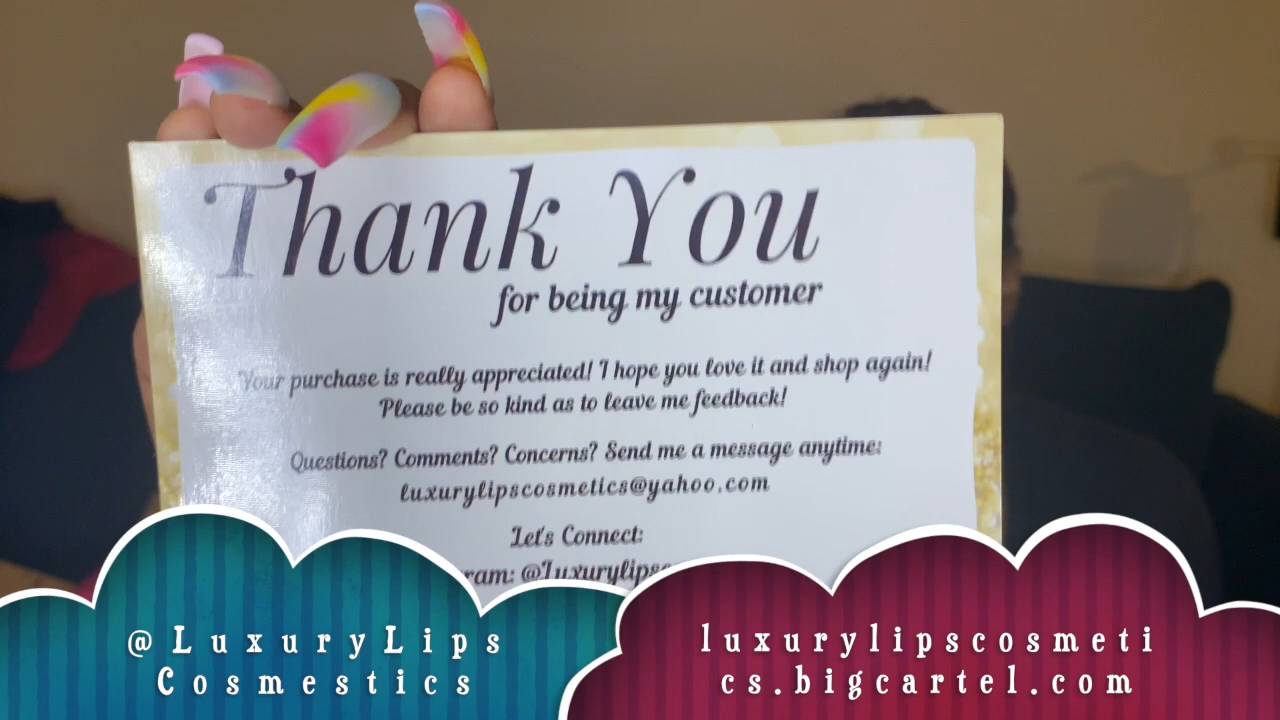 Thank You
for being my customer
Your purchase is really appreciated! I hope you love it and shop again!
Please be so kind as to leave me feedback!
Questions? Comments? Concerns? Send me a message anytime:
luxurylipscosmetics@yahoo.com
Let's Connect:
@LuxuryLips
Cosmestics
luxurylipscosmeti
cs.bigcartel.com